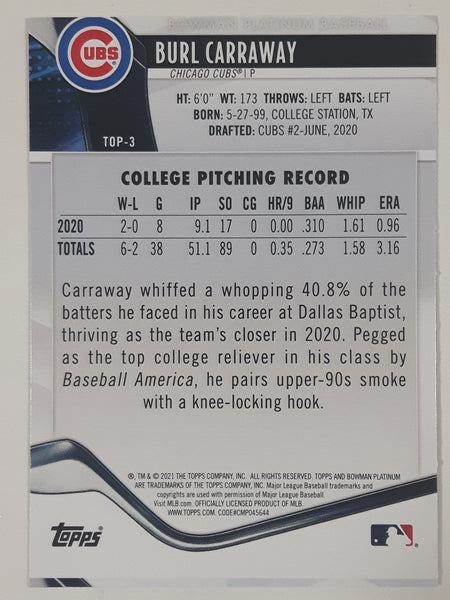 BOWMAN PLATINUM BASEBALL
CUBS
BURL CARRAWAY
CHICAGO CUBS® | P
HT: 6'0" WT: 173 THROWS: LEFT BATS: LEFT
BORN: 5-27-99, COLLEGE STATION, TX
DRAFTED: CUBS #2-JUNE, 2020
TOP-3
COLLEGE PITCHING RECORD
W-L G IP SO CG HR/9 BAA WHIP ERA
2020 2-0 8 9.1 17 0 0.00 .310 1.61 0.96
TOTALS 6-2 38 51.1 89 0 0.35 .273 1.58 3.16
Carraway whiffed a whopping 40.8% of the
batters he faced in his career at Dallas Baptist,
thriving as the team's closer in 2020. Pegged
as the top college reliever in his class by
Baseball America, he pairs upper-90s smoke
with a knee-locking hook.
®, TM & © 2021 THE TOPPS COMPANY, INC. ALL RIGHTS RESERVED. TOPPS AND BOWMAN PLATINUM
ARE TRADEMARKS OF THE TOPPS COMPANY, INC. Major League Baseball trademarks and
copyrights are used with permission of Major League Baseball.
Visit MLB.com. OFFICIALLY LICENSED PRODUCT OF MLB.
WWW.TOPPS.COM. CODE#CMP045644
topps